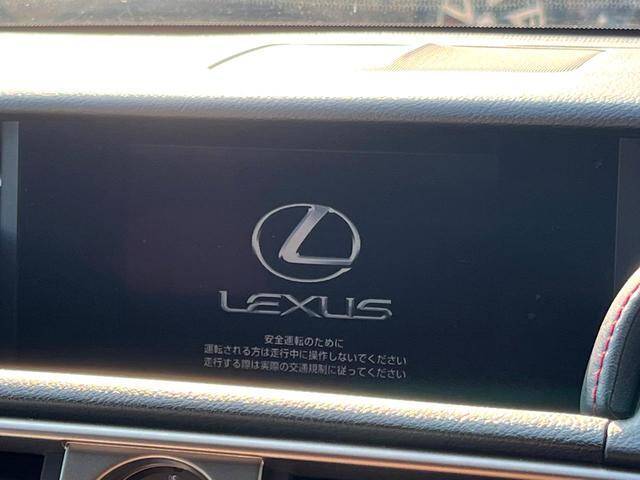 LEXUS
安全運転のために
運転される方は走行中に操作しないでください
走行する際は実際の交通規制に従ってください